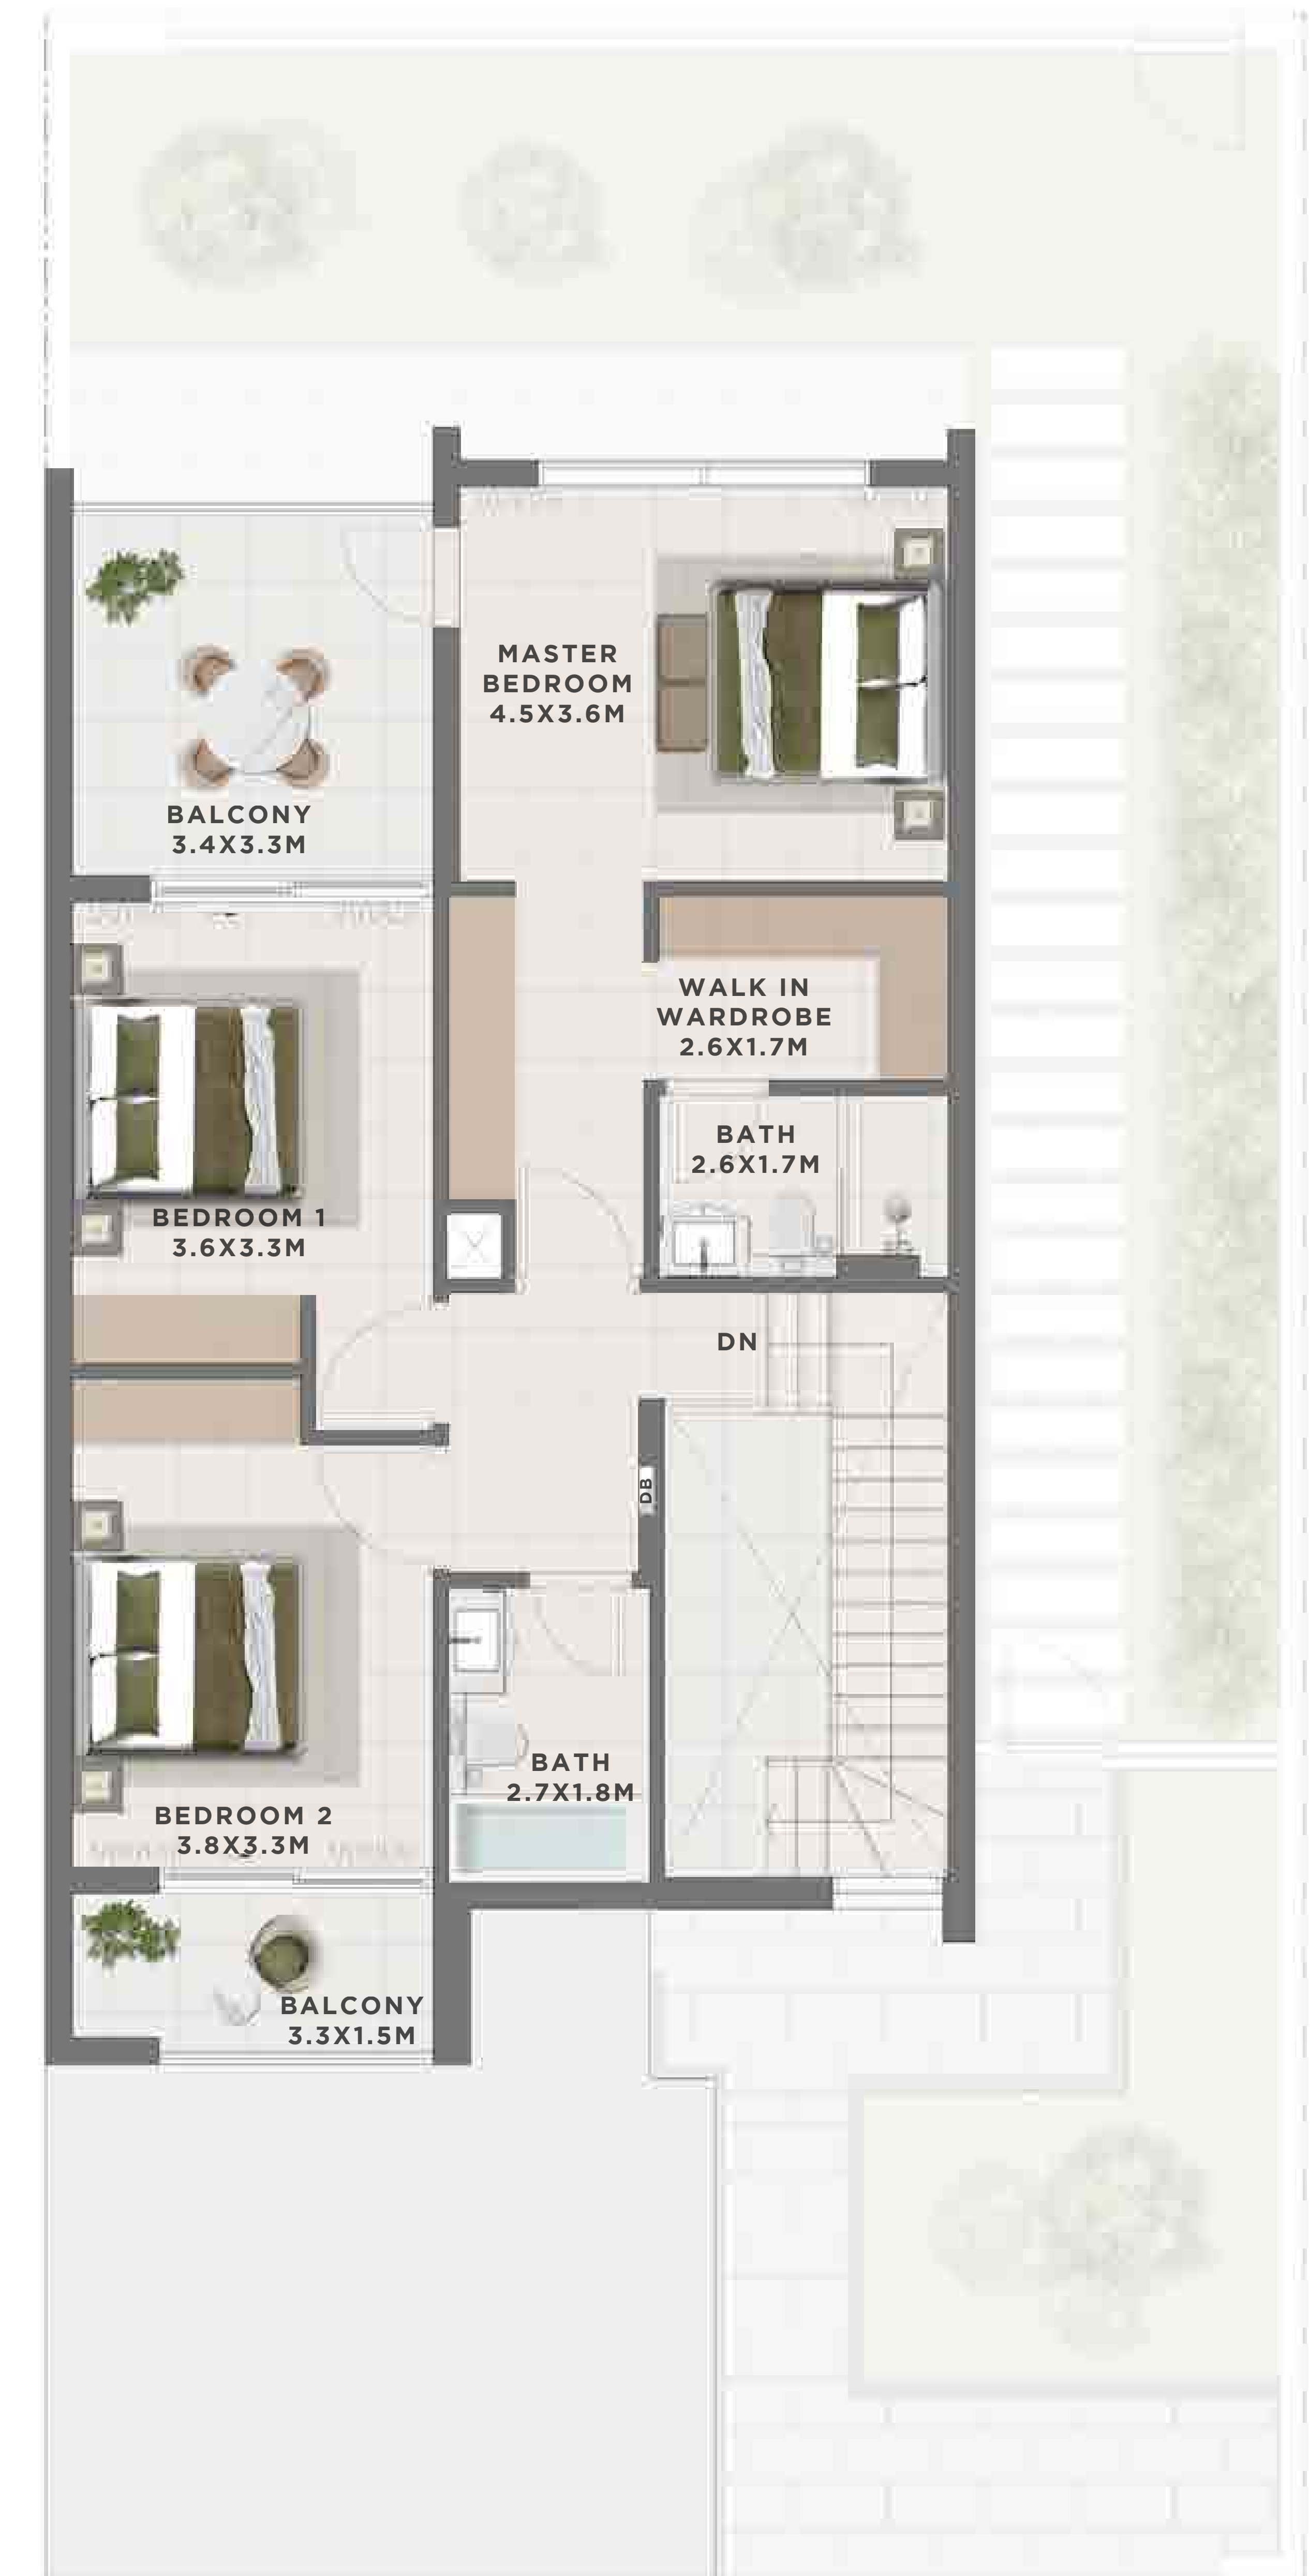 MASTER
BEDROOM
4.5X3.6M
BALCONY
3.4X3.3M
WALK IN
WARDROBE
2.6X1.7M
BATH
2.6X1.7M
BEDROOM 1
3.6X3.3M
DN
DB
BATH
2.7X1.8M
BEDROOM 2
3.8X3.3M
BALCONY
3.3X1.5M